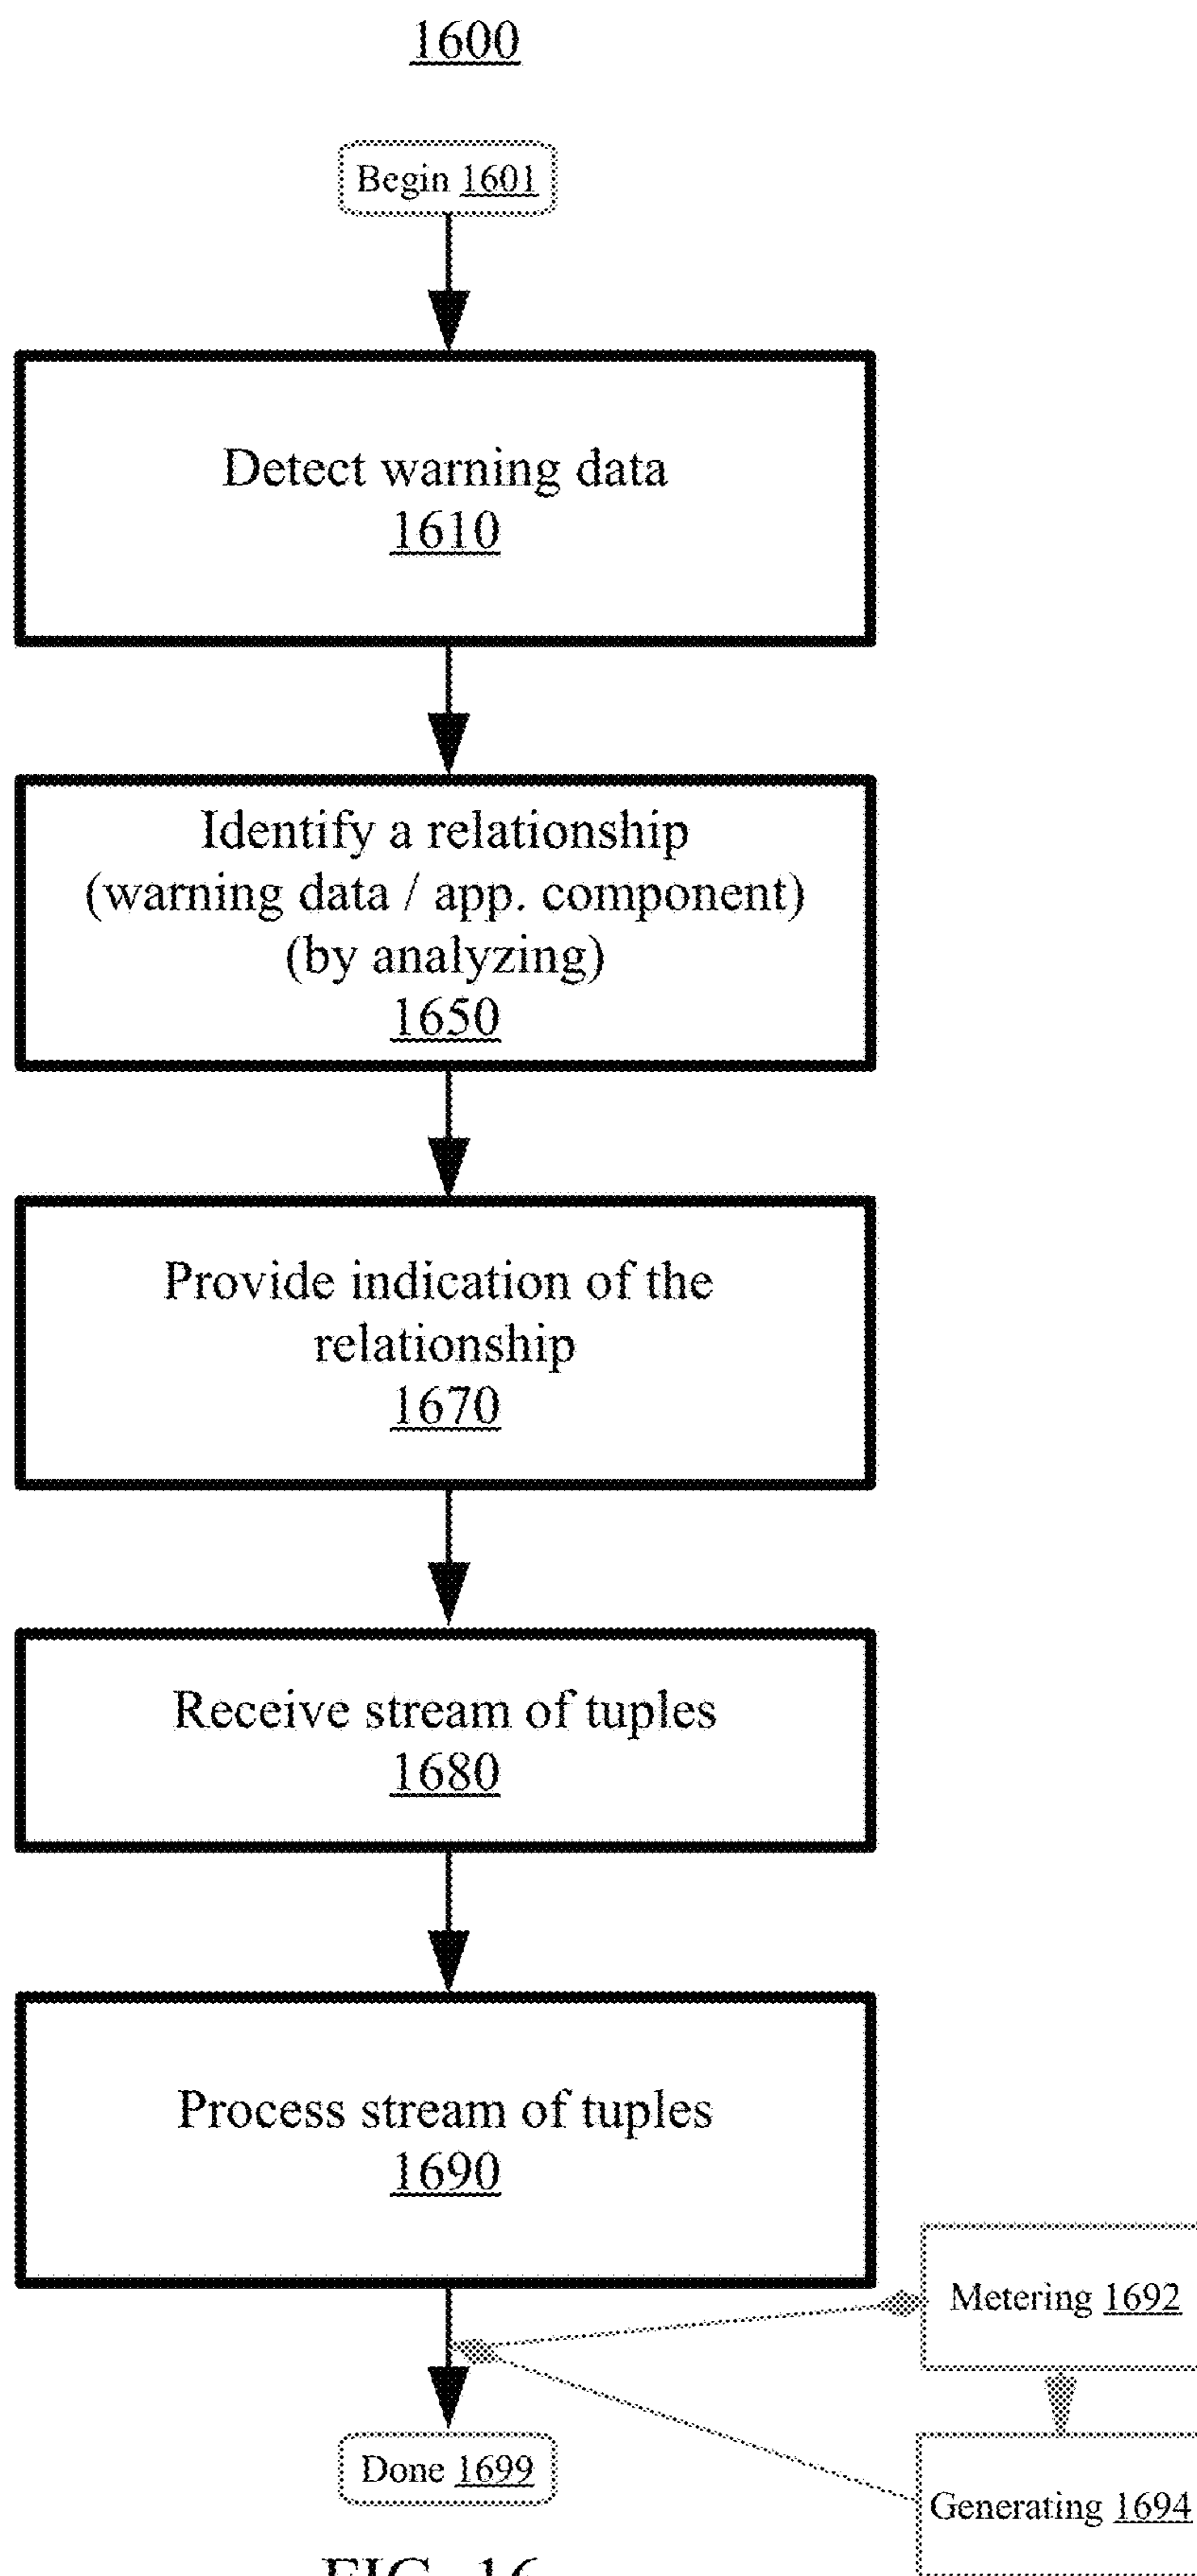 1600
Begin 1601
Detect warning data
1610
Identify a relationship
(warning data / app. component)
(by analyzing)
1650
Provide indication of the
relationship
1670
Receive stream of tuples
1680
Process stream of tuples
1690
Metering 1692
Done 1699
Generating 1694
FIG. 16